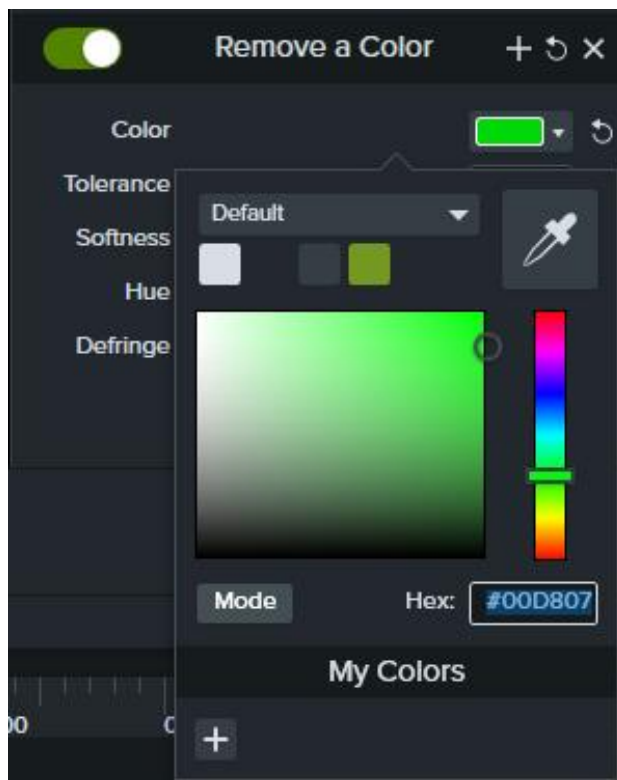 Remove a Color
Color
Tolerance
Default
Softness
Hue
Defringe
Mode
Hex: #00D807
My Colors